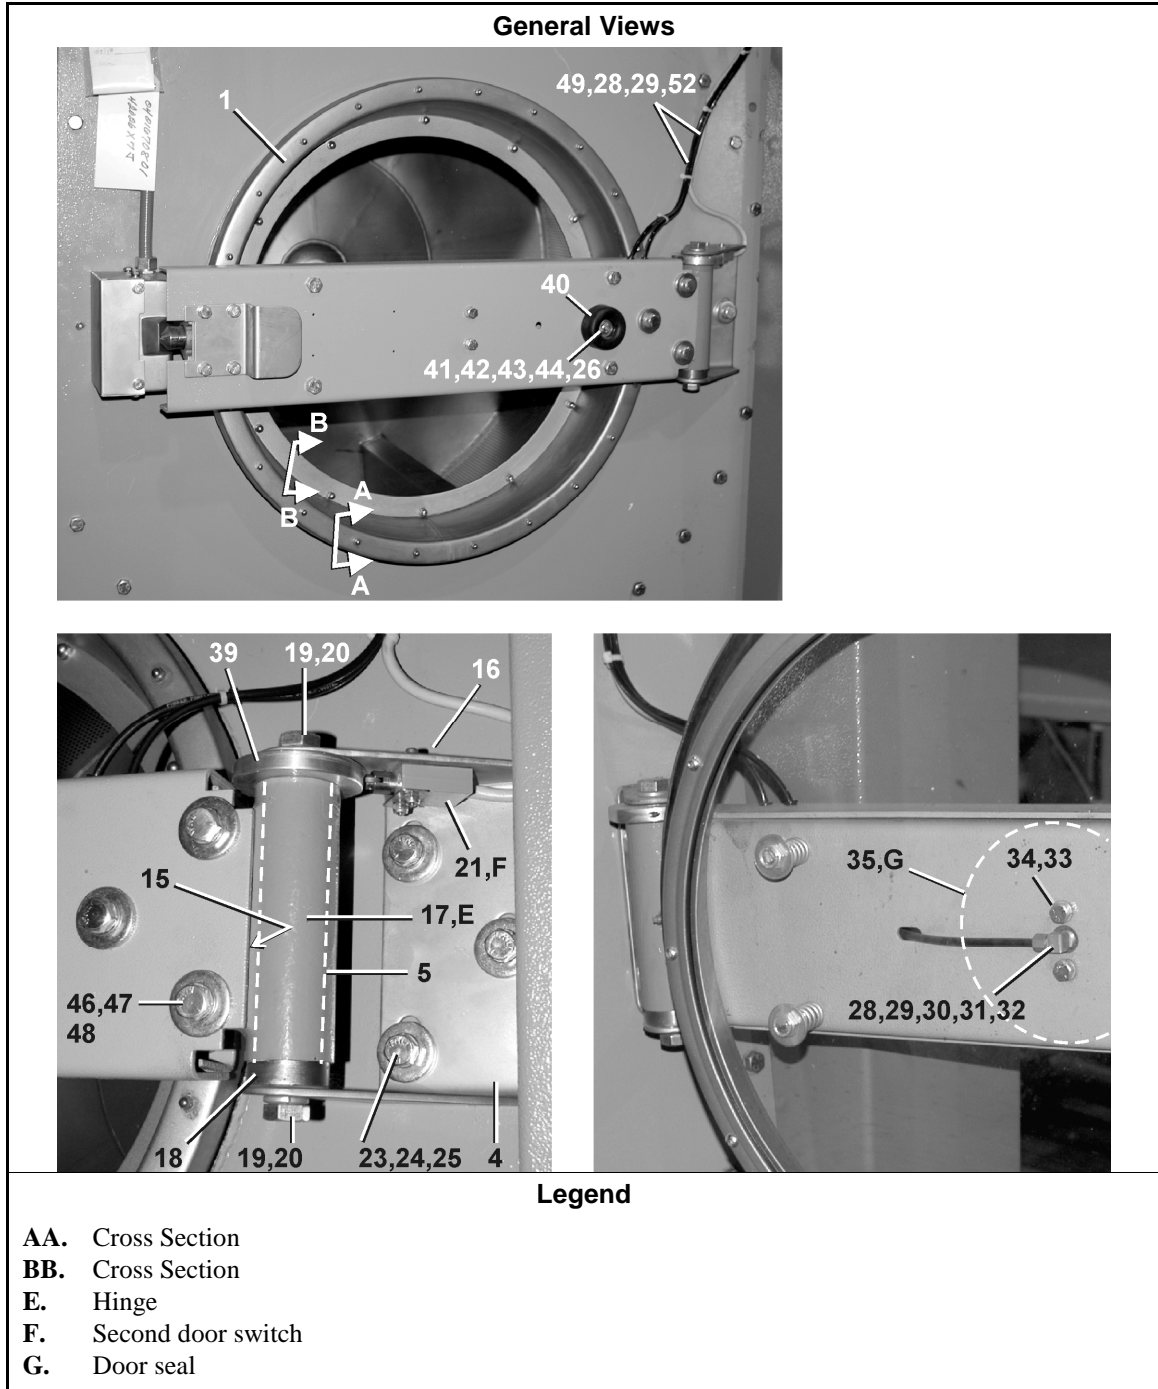 General Views
1
49,28,29,52
40
41,42,43,44,26
B
B
A
A
39
19,20
16
21,F
15
17,E
5
46,47
48
18
19,20
23,24,25
4
35,G
34,33
28,29,30,31,32
Legend
AA. Cross Section
BB. Cross Section
E. Hinge
F. Second door switch
G. Door seal